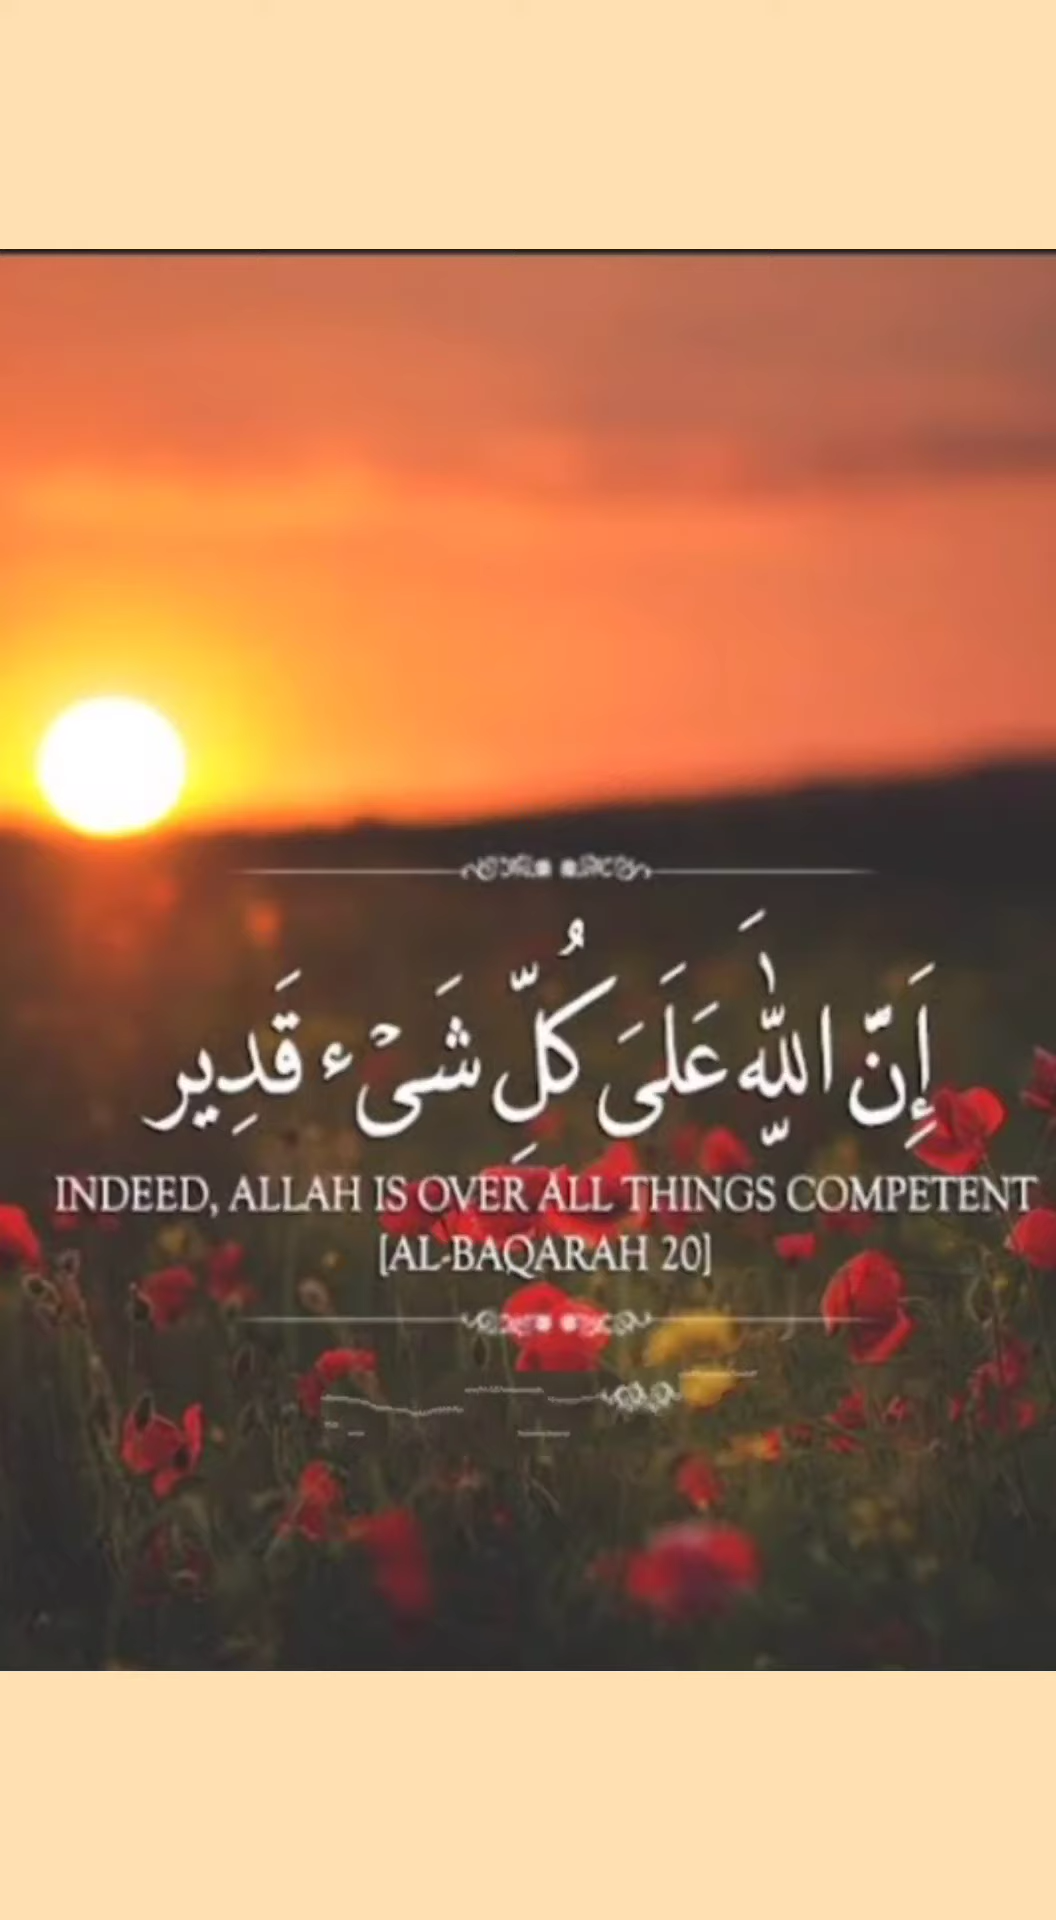 إَنّ اللّٰهَ عَلَىَ كُلُِّ شَىۡء قَدِير
INDEED, ALLAH IS OVER ALL THINGS COMPETENT
[AL-BAQARAH 20]